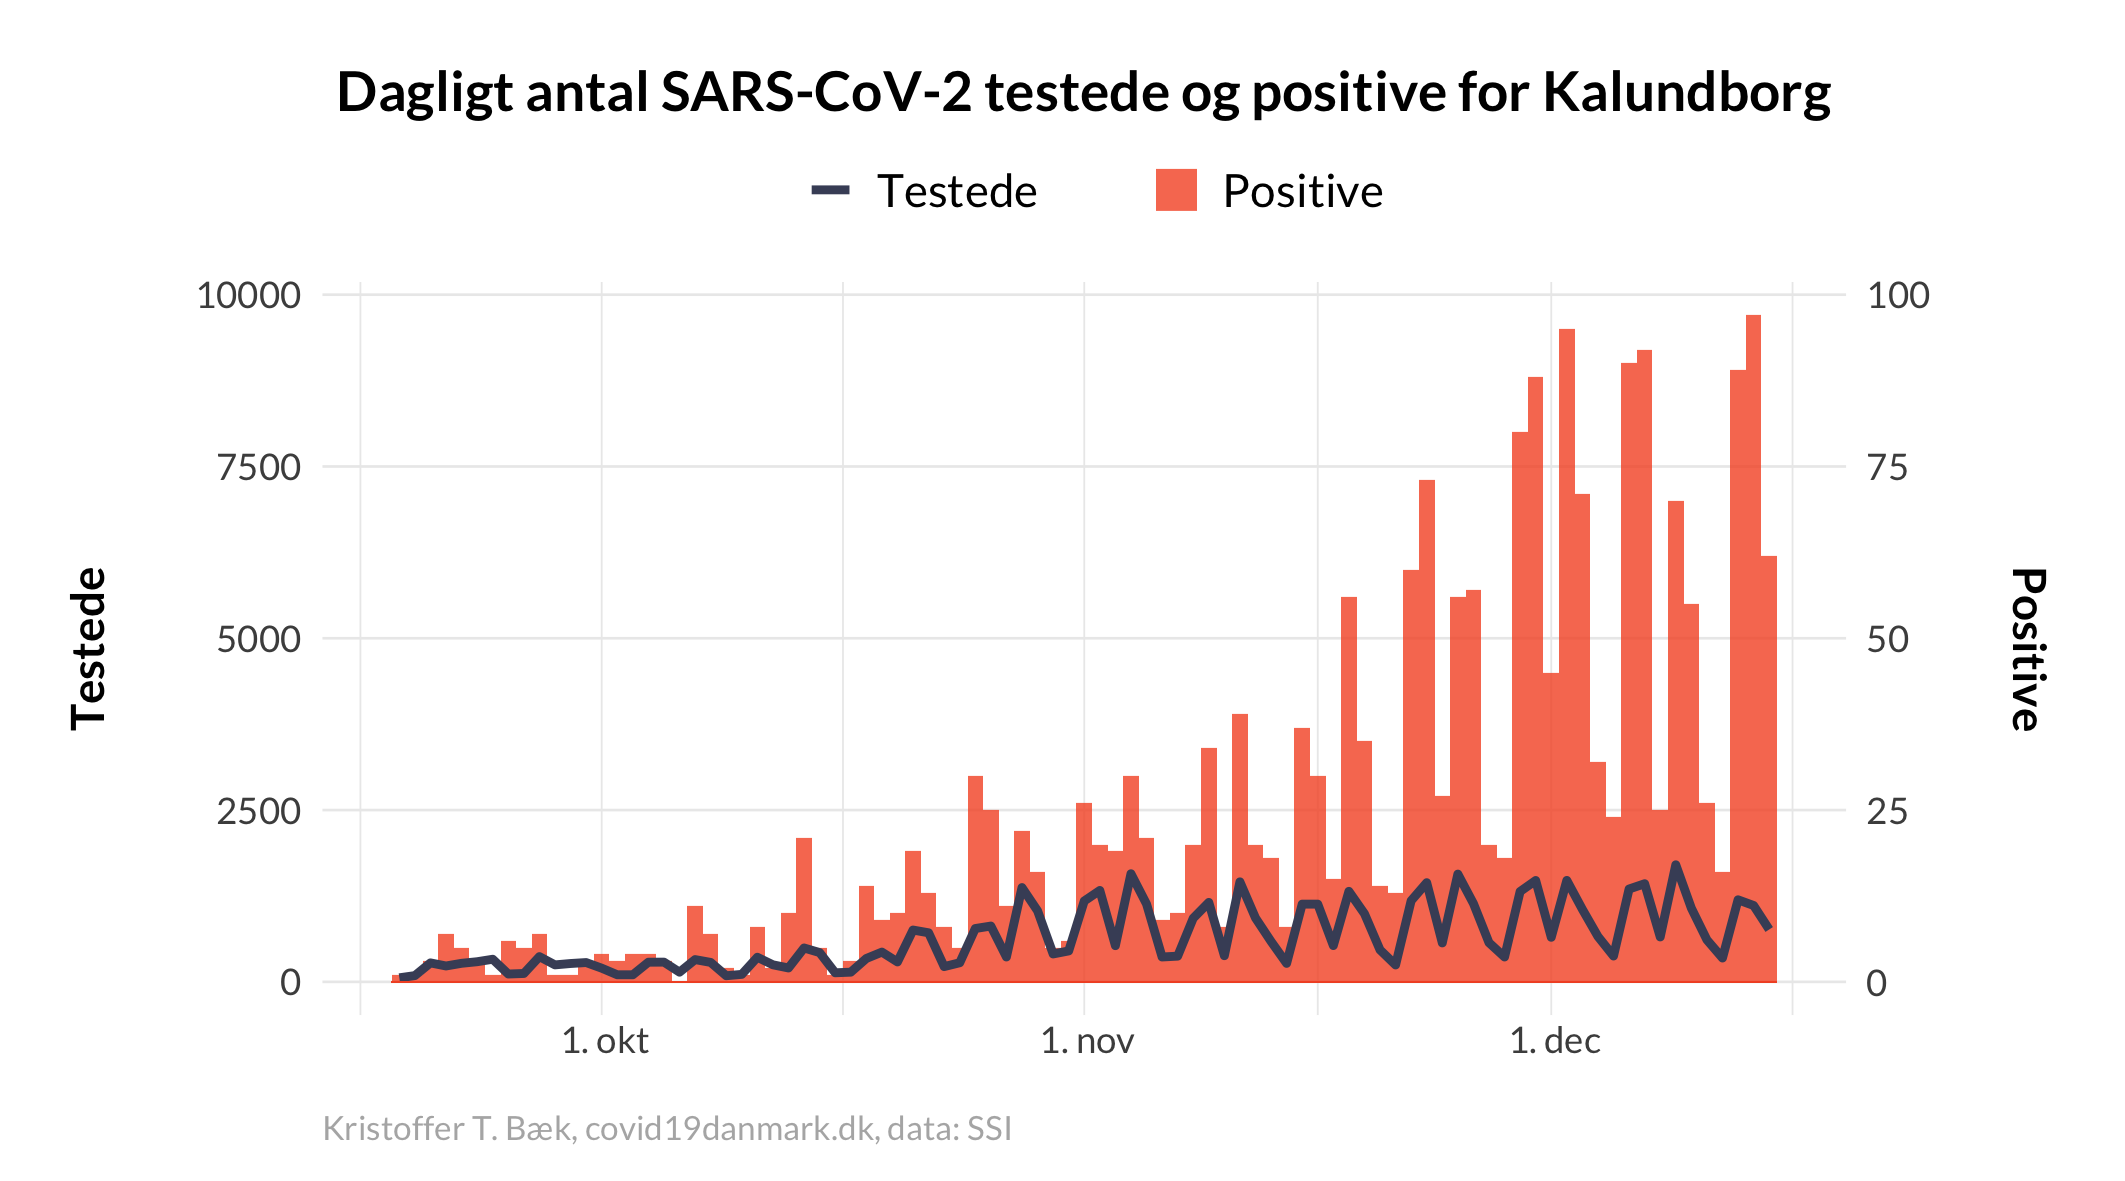 Dagligt antal SARS-CoV-2 testede og positive for Kalundborg
Testede Positive
10000 100
7500 75
5000 50
2500 25
0 0
Testede
Positive
1. okt 1. nov 1. dec
Kristoffer T. Bæk, covid19danmark.dk, data: SSI